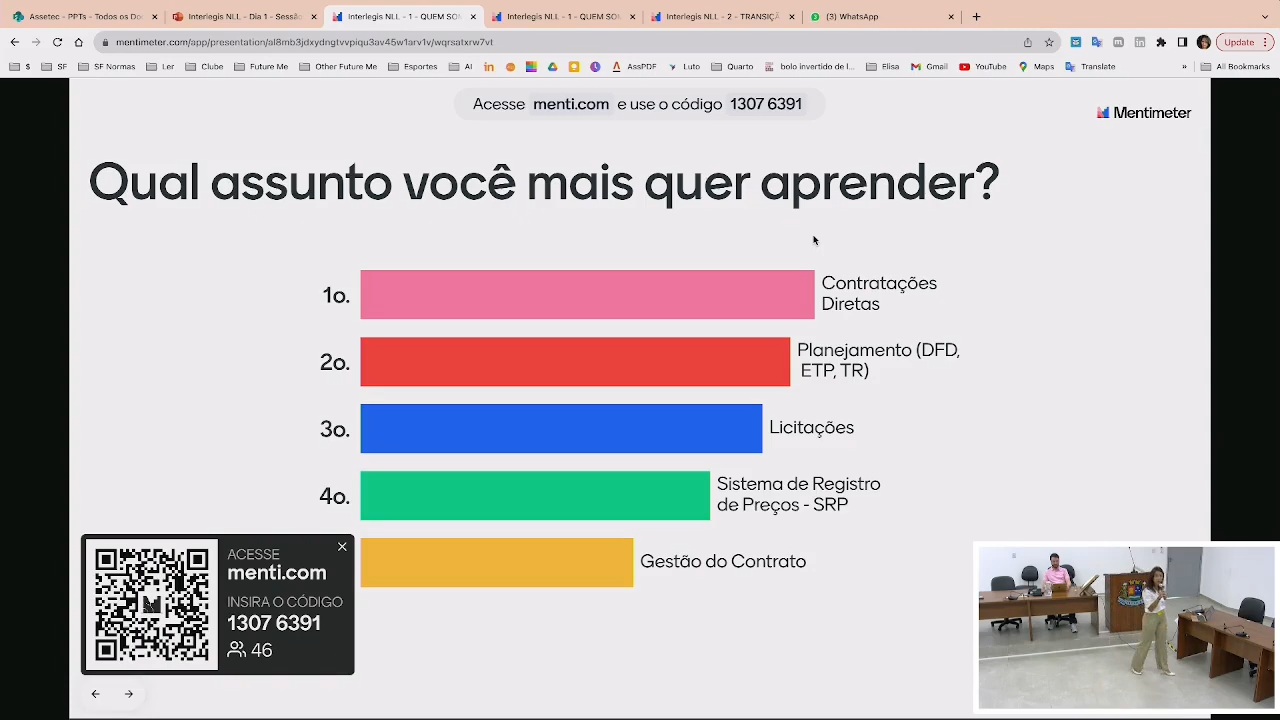 Assetec - PPTs - Todos os Do
Interlegis NLL - Dia 1 - Sessão
Interlegis NLL - 1 - QUEM SOM
Interlegis NLL - 1 - QUEM SOM
Interlegis NLL - 2 - TRANSIÇÃ
(3) WhatsApp
mentimeter.com/app/presentation/al8mb3jdxydngtvvpiqu3av45w1arv1v/wqrsatxrw7vt
Update
$
SF
SF Normas
Ler
Clube
Future Me
Other Future Me
Esportes
AI
AssPDF
Luto
Quarto
bolo invertido de l...
Elisa
Gmail
YouTube
Maps
Translate
»
All Bookmarks
Acesse menti.com e use o código 1307 6391
Mentimeter
Qual assunto você mais quer aprender?
1o.
Contratações
Diretas
2o.
Planejamento (DFD,
ETP, TR)
3o.
Licitações
4o.
Sistema de Registro
de Preços - SRP
Gestão do Contrato
ACESSE
menti.com
INSIRA O CÓDIGO
1307 6391
46